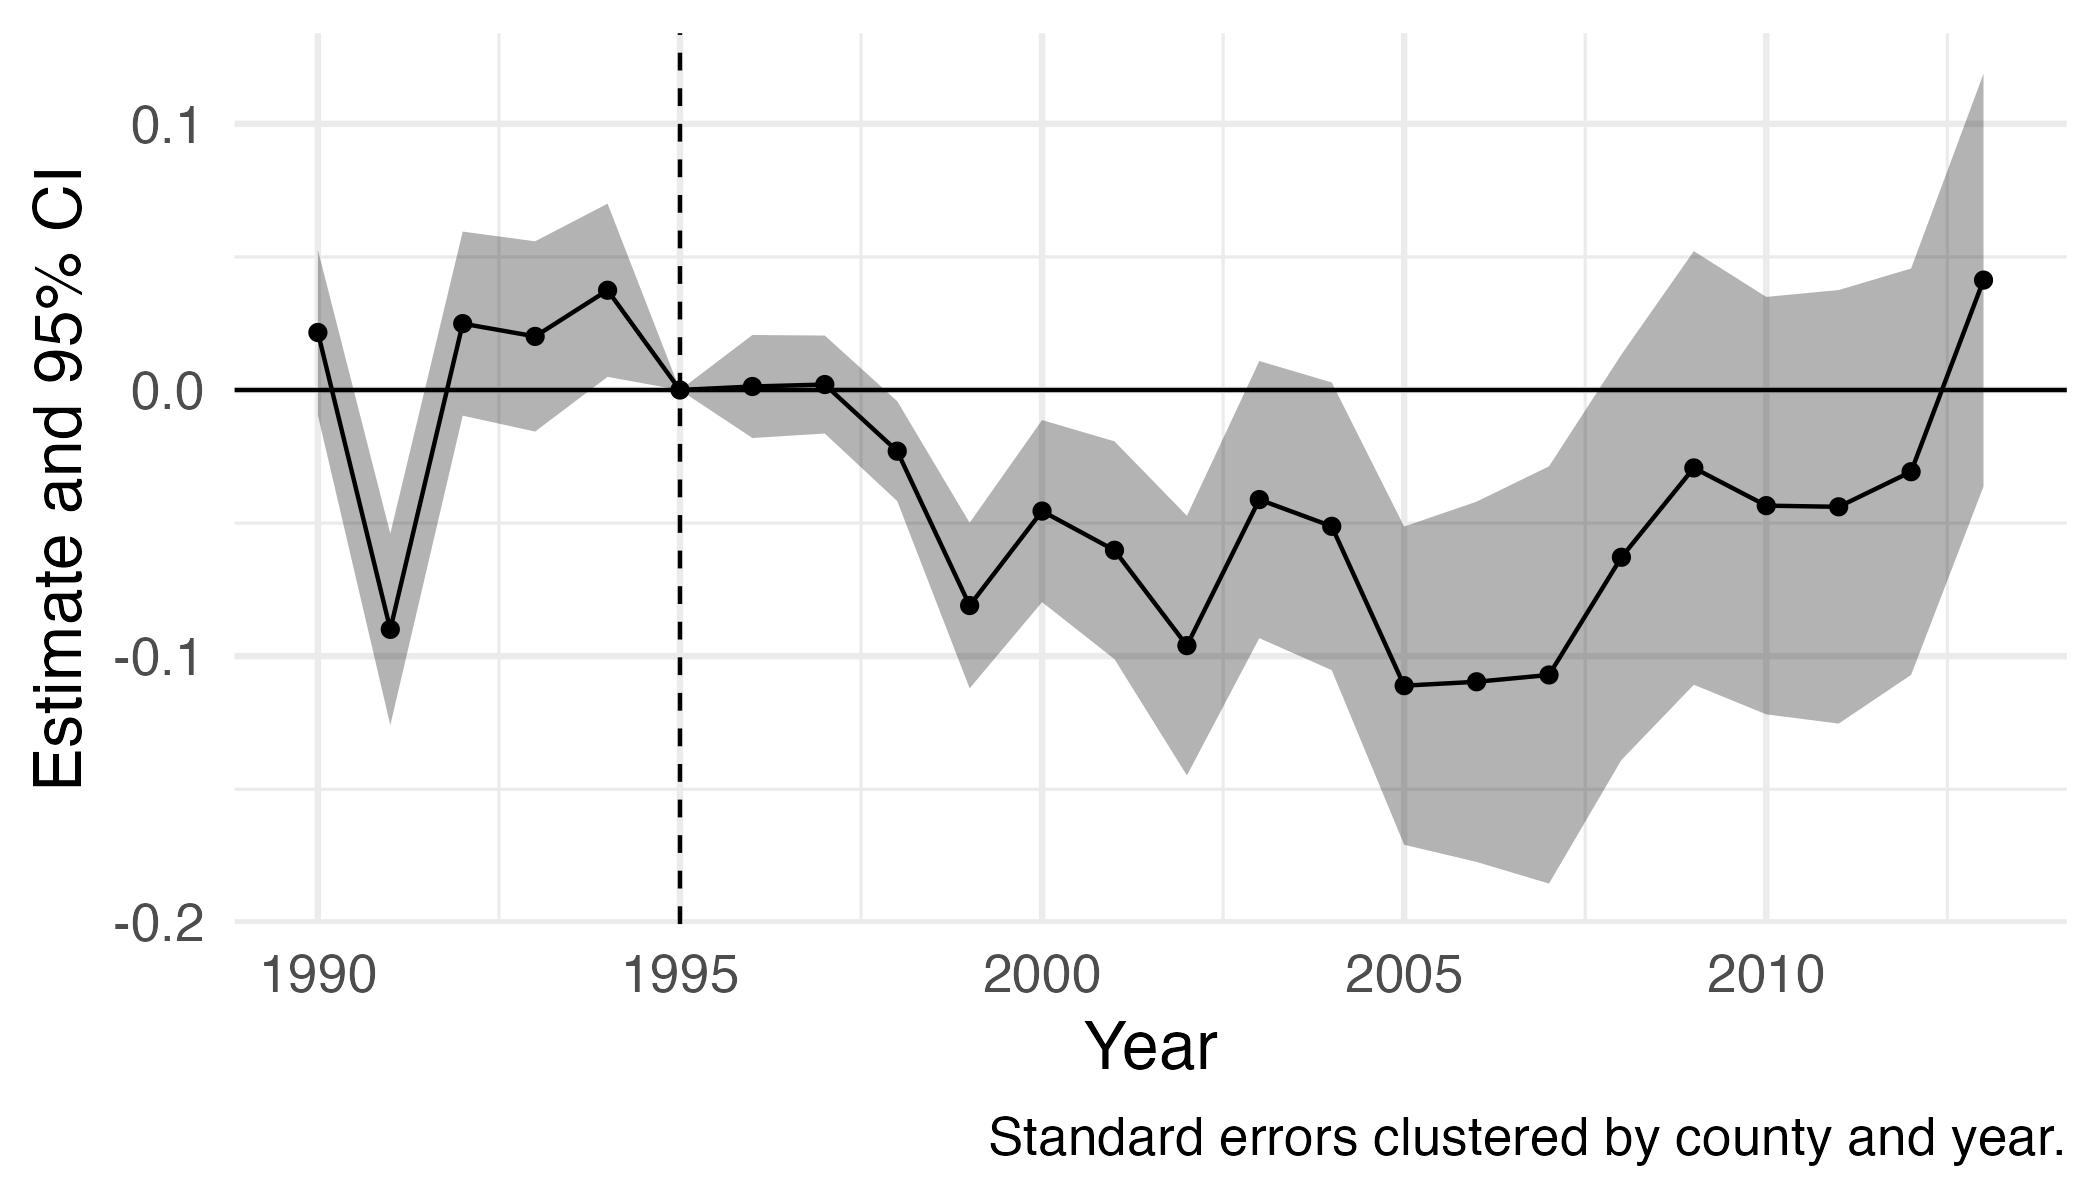 Estimate and 95% CI
0.1
0.0
-0.1
-0.2
1990 1995 2000 2005 2010
Year
Standard errors clustered by county and year.